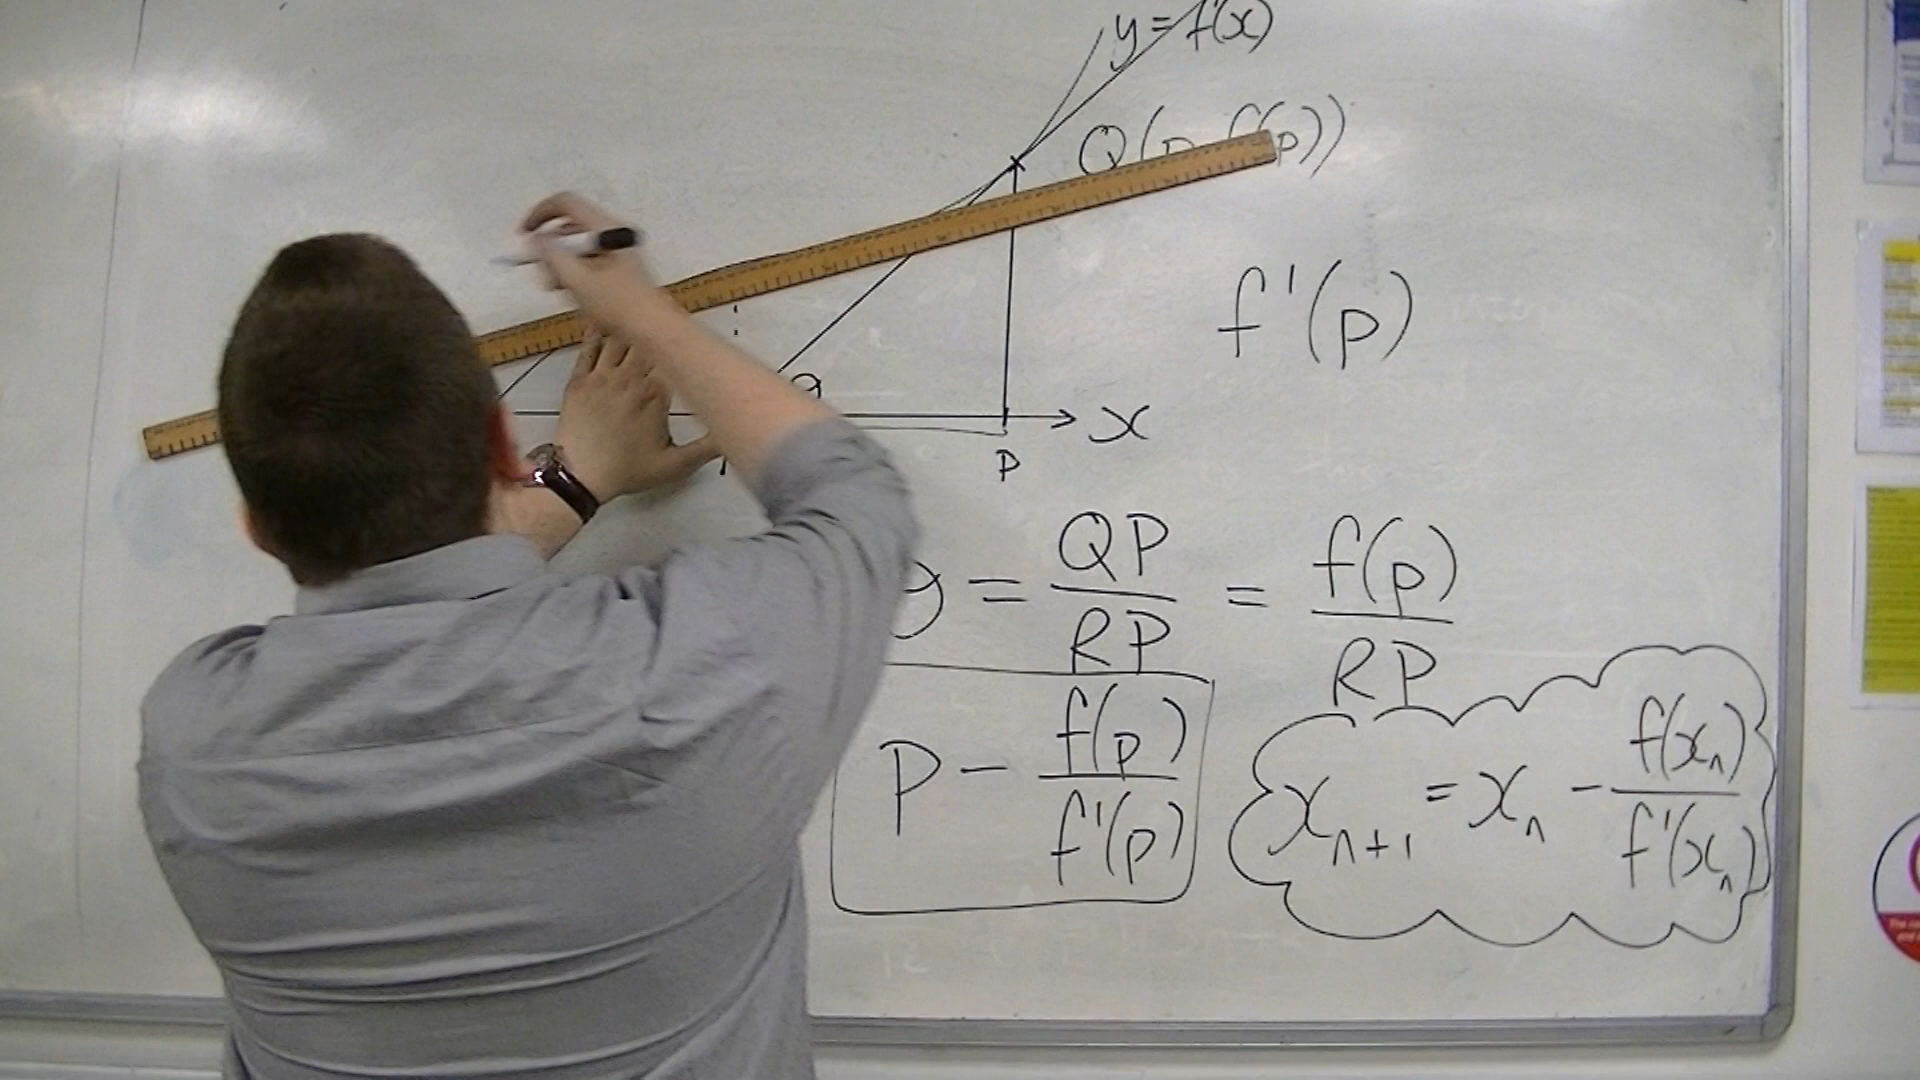 y = f(x)
Q(p, f(p))
f'(p)
x
P
= QP/RP = f(p)/RP
P - f(p)/f'(p)
x_{n+1} = x_n - f(x_n)/f'(x_n)